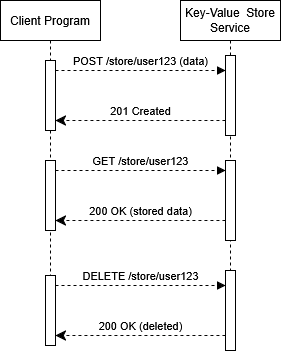 Client Program
Key-Value Store
Service
POST /store/user123 (data)
201 Created
GET /store/user123
200 OK (stored data)
DELETE /store/user123
200 OK (deleted)